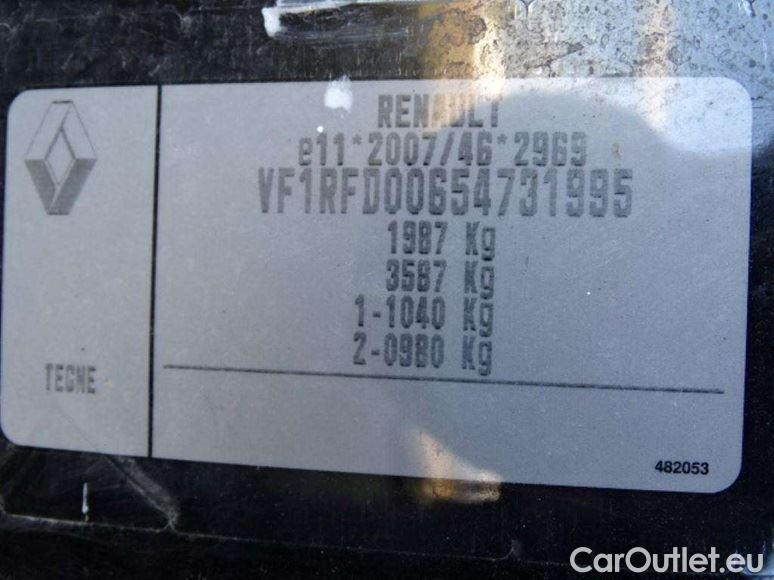 RENAULT
e11*2007/46*2969
VF1RFD00654731995
1987 Kg
3587 Kg
1-1040 Kg
2-0980 Kg
TECNE
482053
CarOutlet.eu